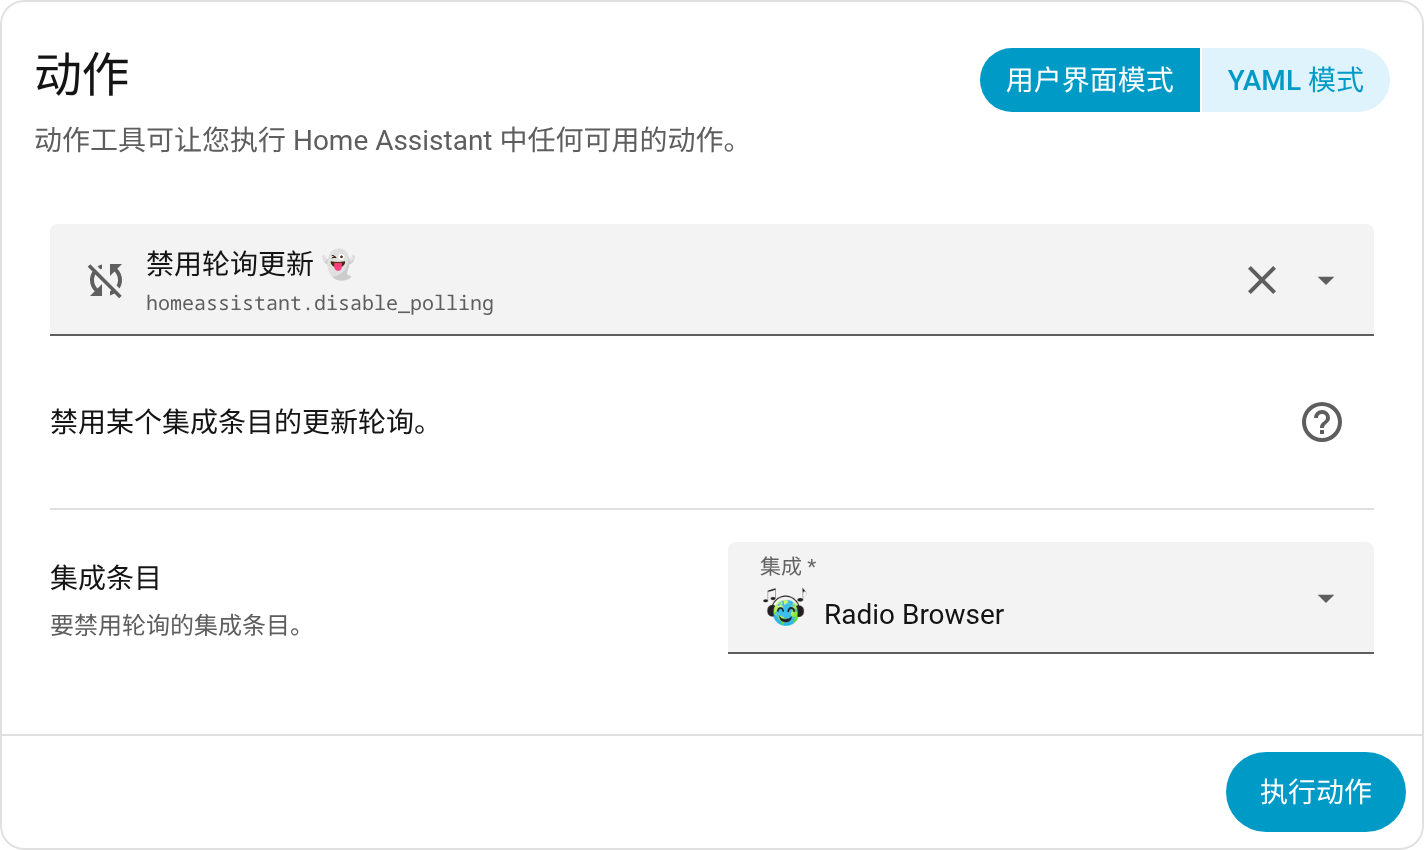 动作
用户界面模式
YAML 模式
动作工具可让您执行 Home Assistant 中任何可用的动作。
禁用轮询更新 👻
homeassistant.disable_polling
禁用某个集成条目的更新轮询。
集成条目
要禁用轮询的集成条目。
集成 *
Radio Browser
执行动作